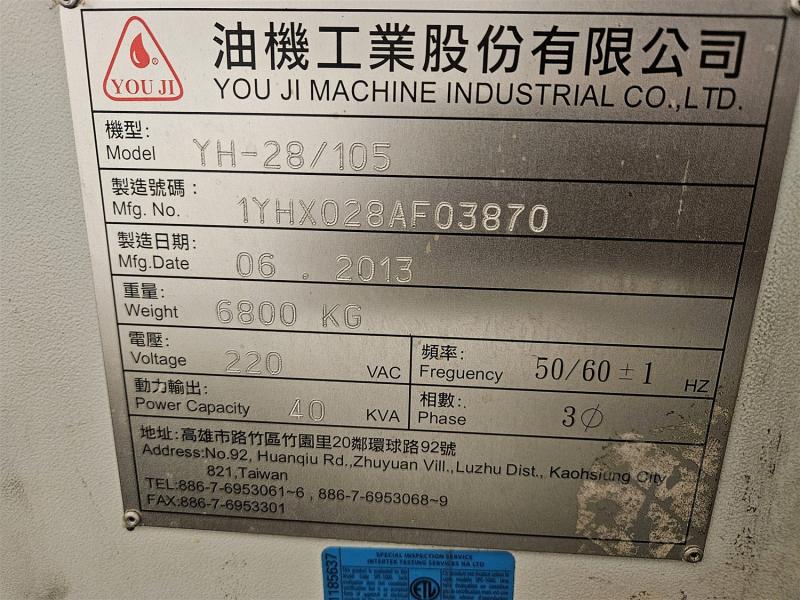 YOU JI ®
油機工業股份有限公司
YOU JI MACHINE INDUSTRIAL CO.,LTD.
機型:
Model YH-28/105
製造號碼:
Mfg. No. 1YHX028AF03870
製造日期:
Mfg.Date 06 . 2013
重量:
Weight 6800 KG
電壓:
Voltage 220 VAC
頻率:
Freguency 50/60 ± 1 HZ
動力輸出:
Power Capacity 40 KVA
相數:
Phase 3∅
地址:高雄市路竹區竹園里20鄰環球路92號
Address:No.92, Huanqiu Rd.,Zhuyuan Vill.,Luzhu Dist., Kaohsiung City
821,Taiwan
TEL:886-7-6953061~6 , 886-7-6953068~9
FAX:886-7-6953301
SPECIAL INSPECTION SERVICE
INTERTEK TESTING SERVICES NA LTD
1185637
ETL